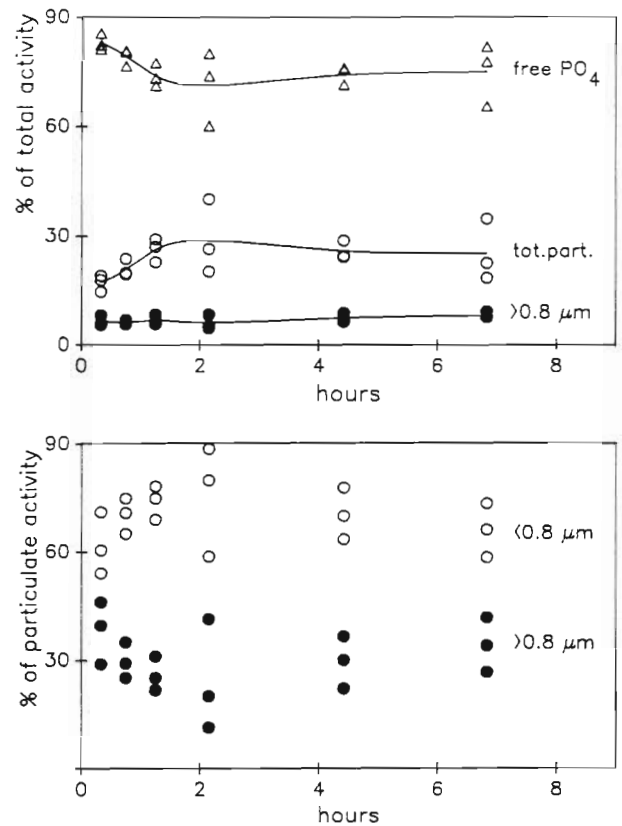 90
60
30
0
% of total activity
free PO4
tot.part.
>0.8 μm
0 2 4 6 8
hours
90
60
30
% of particulate activity
<0.8 μm
>0.8 μm
0 2 4 6 8
hours